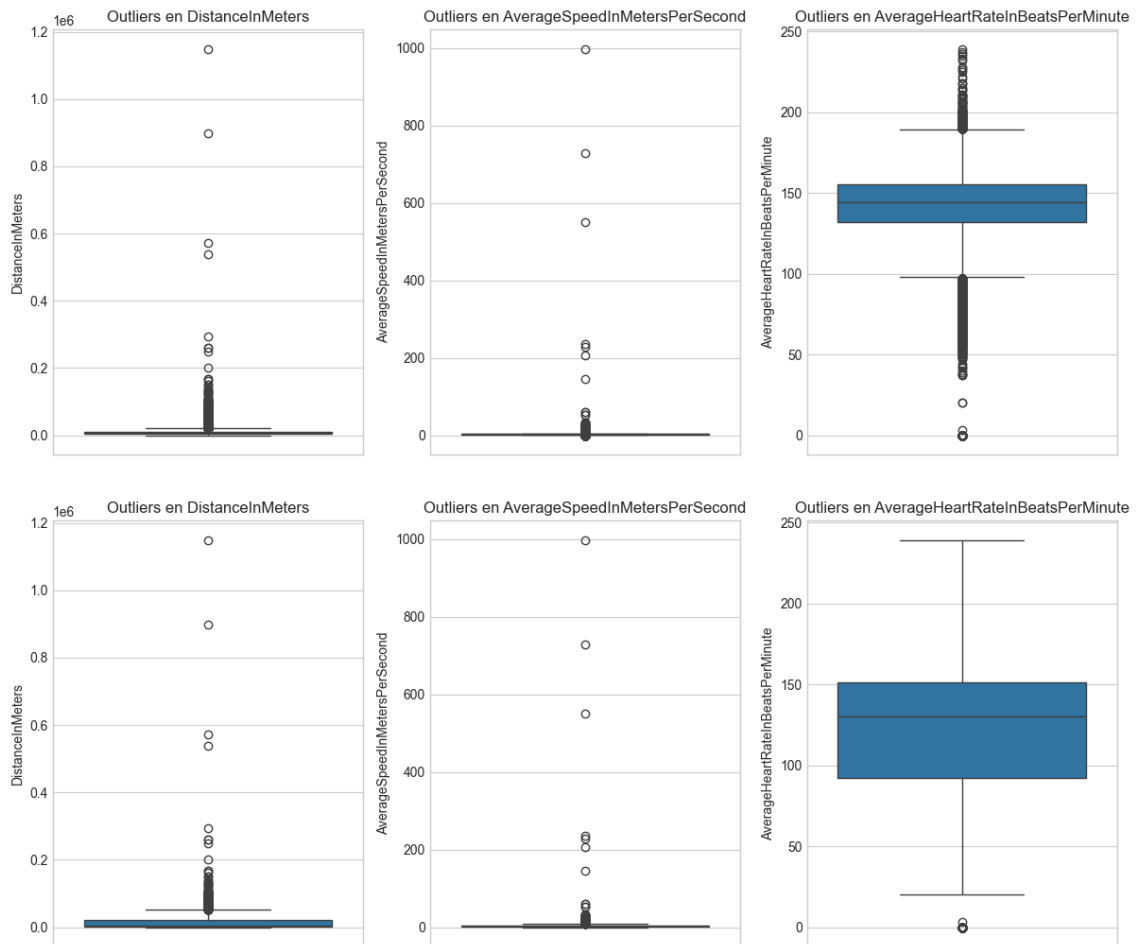 Outliers en DistanceInMeters
1e6
1.2
1.0
0.8
0.6
0.4
0.2
0.0
DistanceInMeters
Outliers en AverageSpeedInMetersPerSecond
1000
800
600
400
200
0
AverageSpeedInMetersPerSecond
Outliers en AverageHeartRateInBeatsPerMinute
250
200
150
100
50
0
AverageHeartRateInBeatsPerMinute
Outliers en DistanceInMeters
1e6
1.2
1.0
0.8
0.6
0.4
0.2
0.0
DistanceInMeters
Outliers en AverageSpeedInMetersPerSecond
1000
800
600
400
200
0
AverageSpeedInMetersPerSecond
Outliers en AverageHeartRateInBeatsPerMinute
250
200
150
100
50
0
AverageHeartRateInBeatsPerMinute